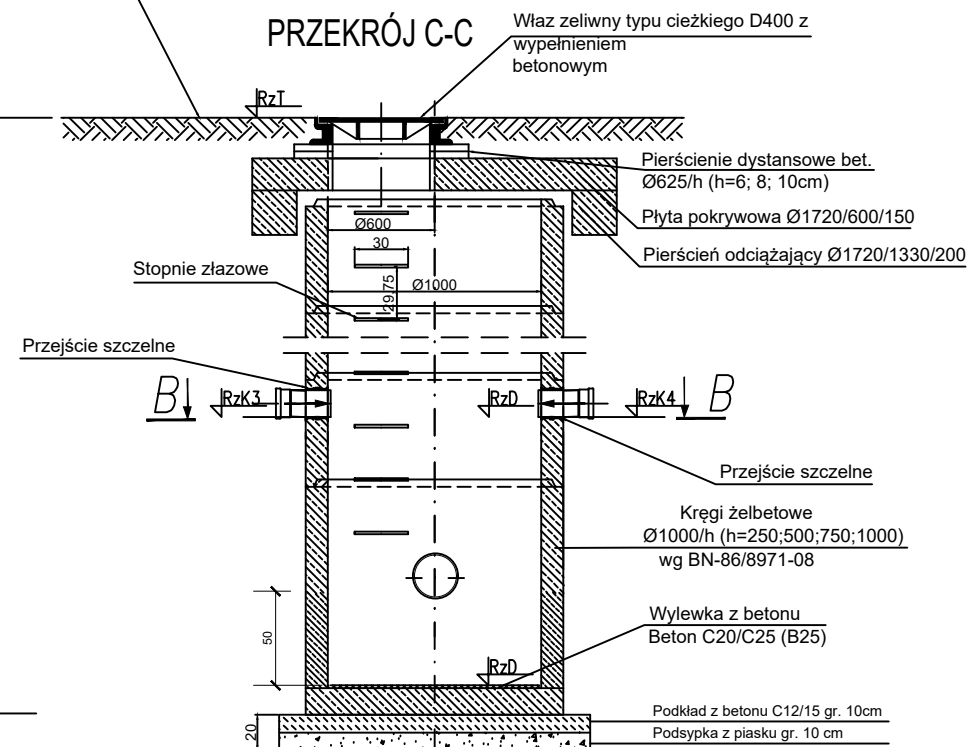 PRZEKRÓJ C-C
Właz zeliwny typu cieżkiego D400 z
wypełnieniem
betonowym
RzT
Pierścienie dystansowe bet.
Ø625/h (h=6; 8; 10cm)
Płyta pokrywowa Ø1720/600/150
Pierścień odciążający Ø1720/1330/200
Ø600
30
Stopnie złazowe
29,75
Ø1000
Przejście szczelne
B
RzK3
RzD
RzK4
B
Przejście szczelne
Kręgi żelbetowe
Ø1000/h (h=250;500;750;1000)
wg BN-86/8971-08
50
Wylewka z betonu
Beton C20/C25 (B25)
RzD
20
Podkład z betonu C12/15 gr. 10cm
Podsypka z piasku gr. 10 cm